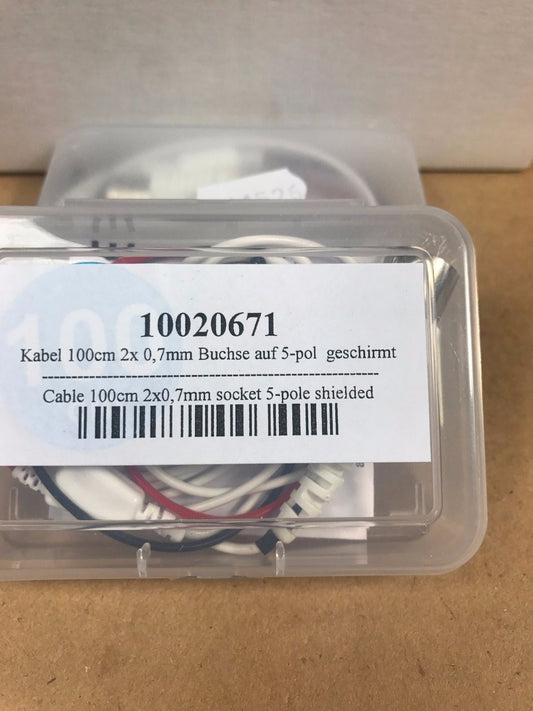 10020671
Kabel 100cm 2x 0,7mm Buchse auf 5-pol geschirmt
Cable 100cm 2x0,7mm socket 5-pole shielded
100